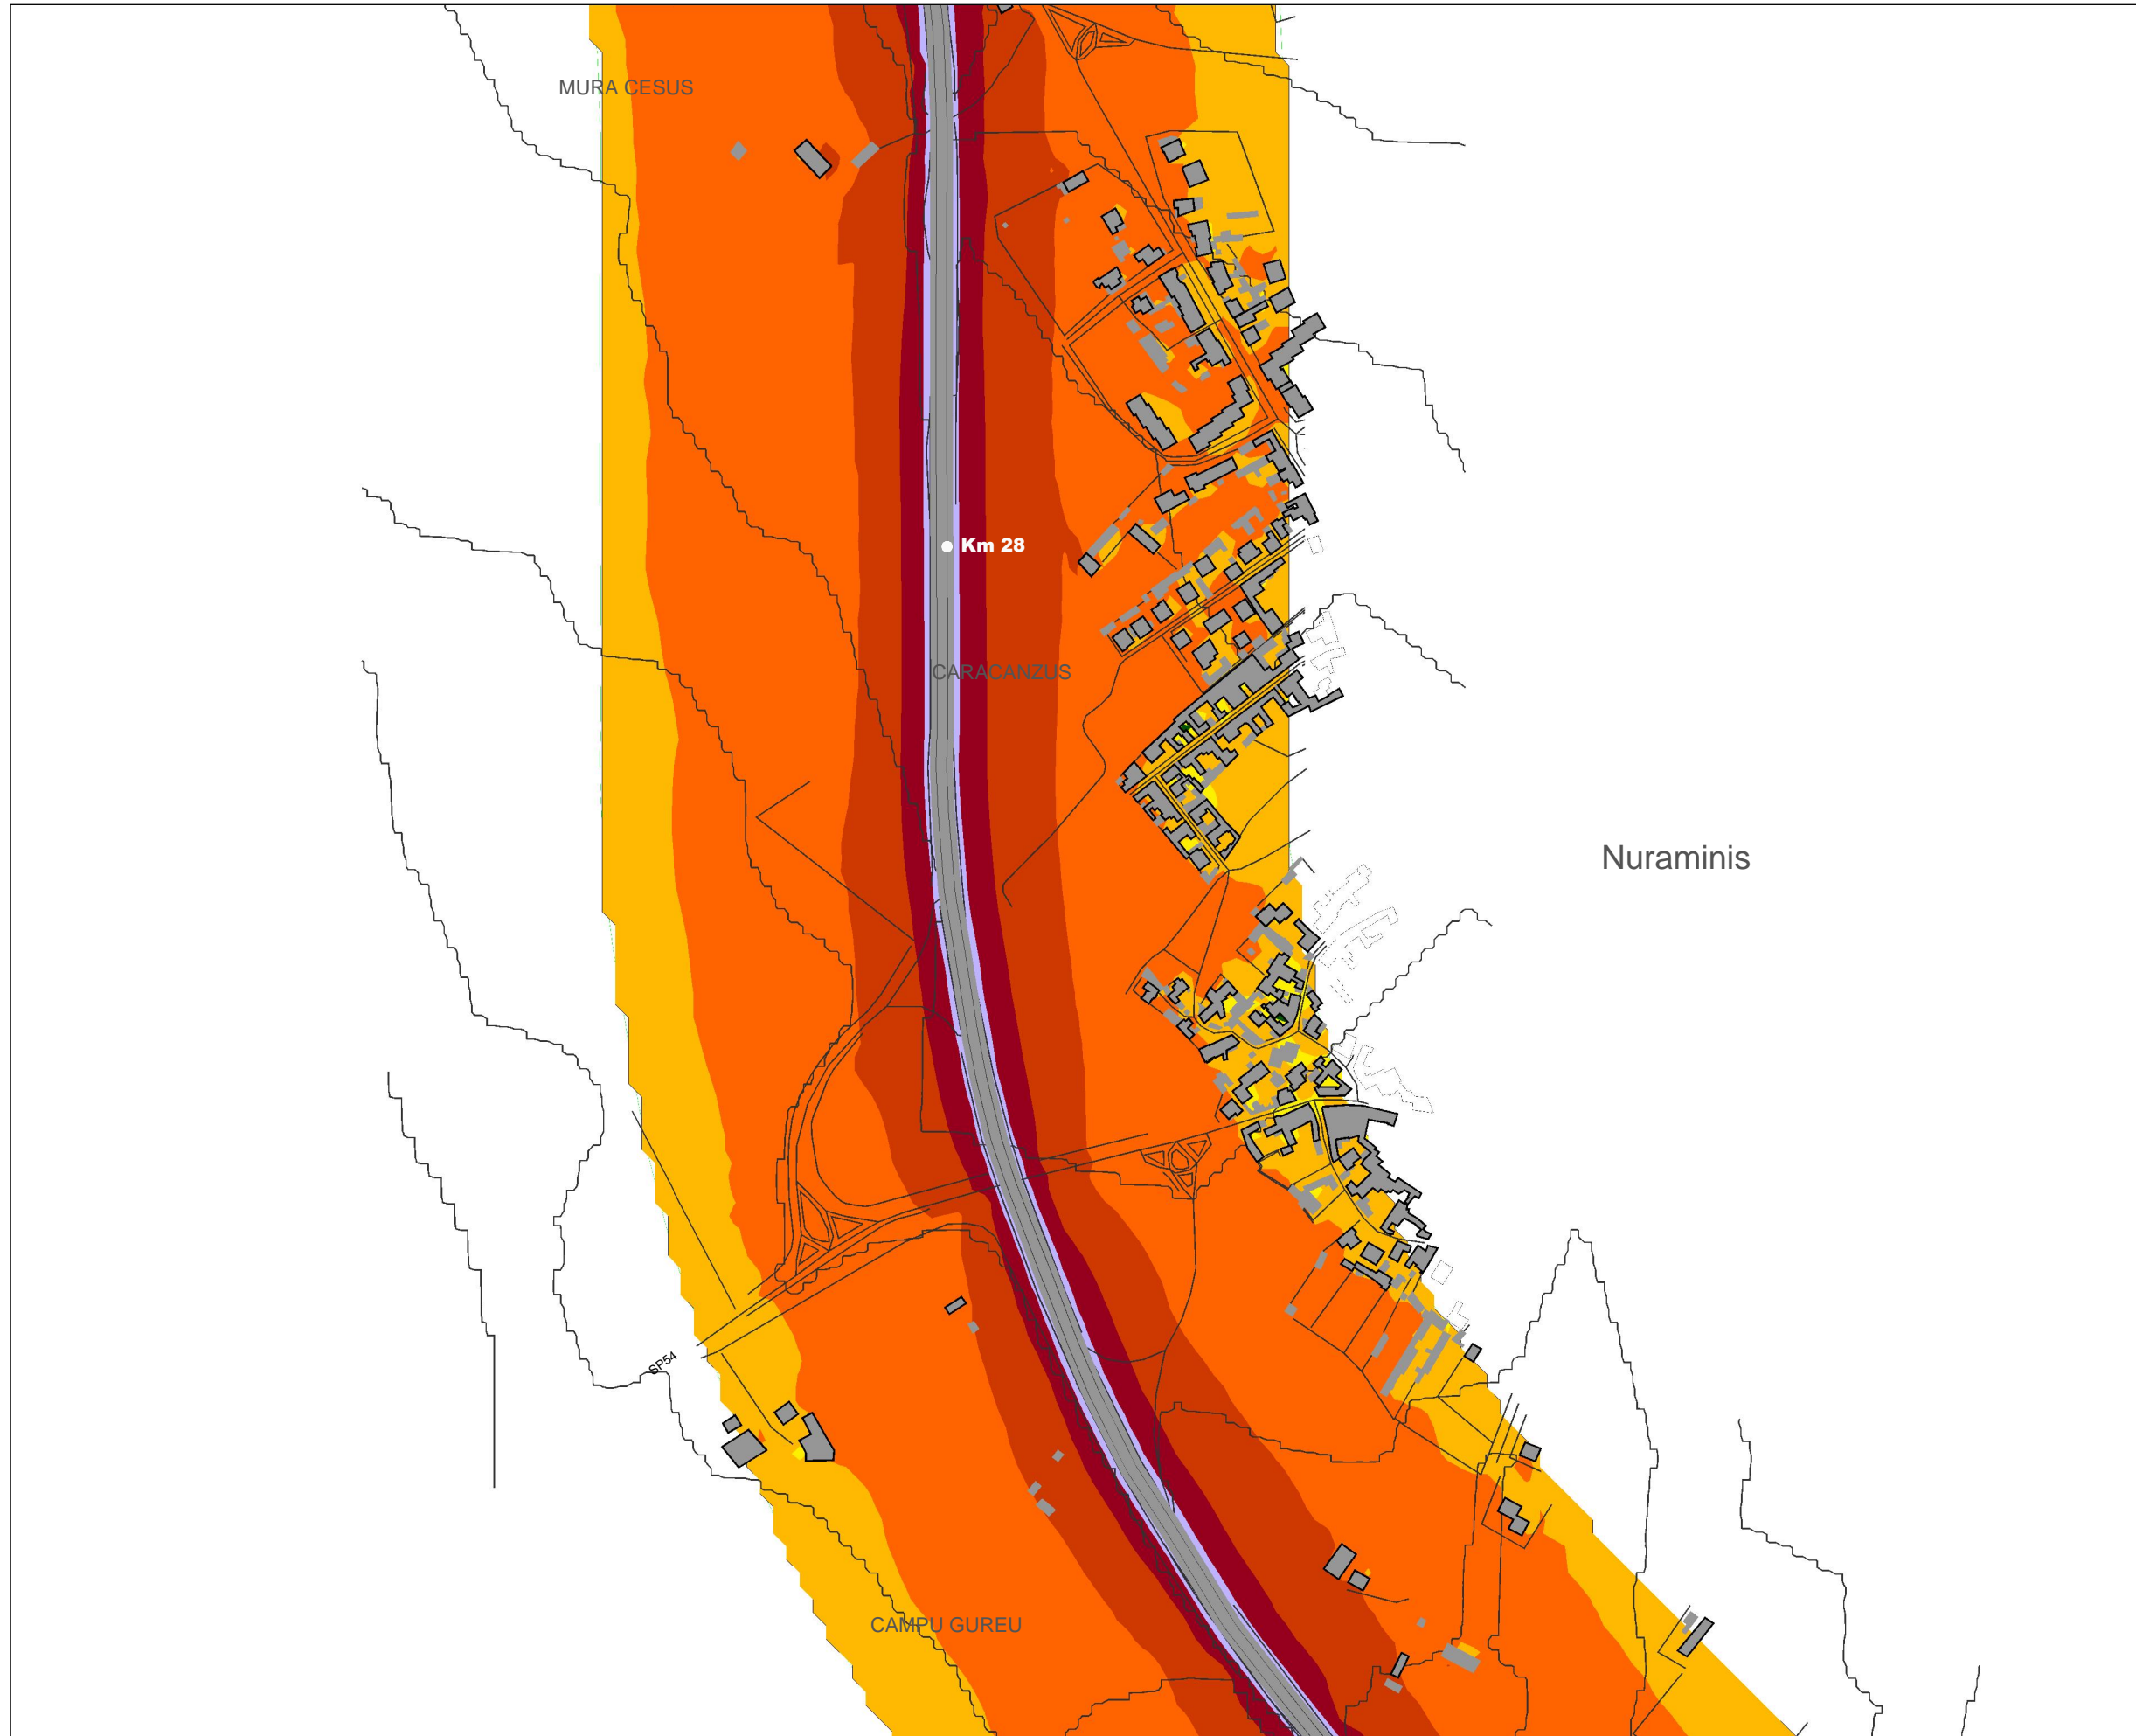 MURA CESUS
Km 28
CARACANZUS
Nuraminis
SP54
CAMPU GUREU